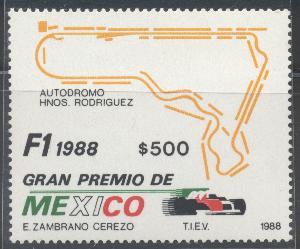 AUTODROMO
HNOS. RODRIGUEZ
F1 1988 $500
GRAN PREMIO DE
MEXICO
E. ZAMBRANO CEREZO T.I.E.V. 1988